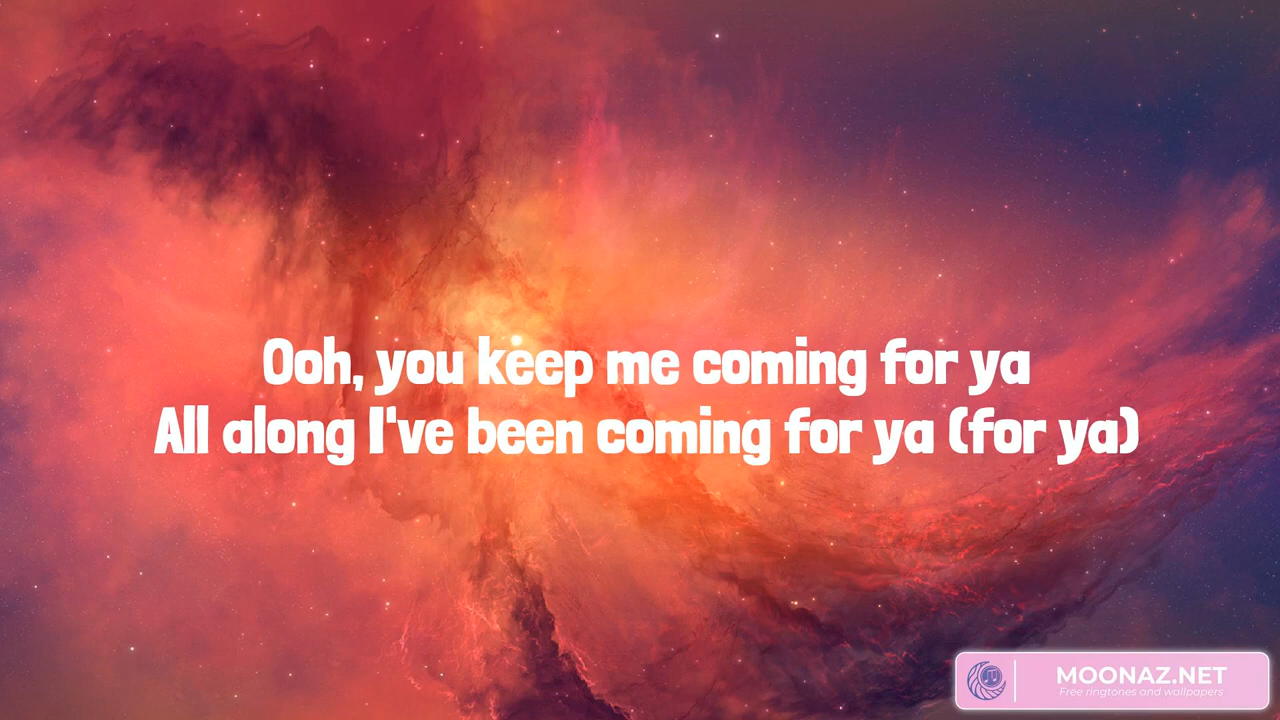 Ooh, you keep me coming for ya
All along I've been coming for ya (for ya)
MOONAZ.NET
Free ringtones and wallpapers